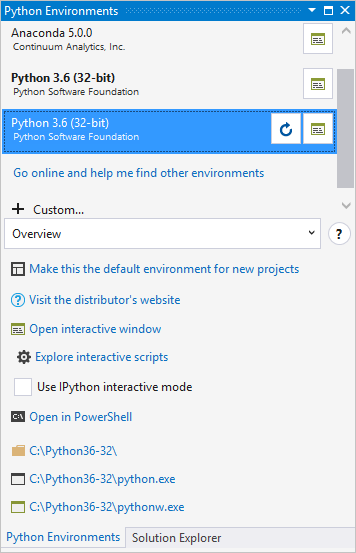 Python Environments
Anaconda 5.0.0
Continuum Analytics, Inc.
Python 3.6 (32-bit)
Python Software Foundation
Python 3.6 (32-bit)
Python Software Foundation
Go online and help me find other environments
+ Custom...
Overview
?
Make this the default environment for new projects
? Visit the distributor's website
Open interactive window
Explore interactive scripts
Use IPython interactive mode
C:\ Open in PowerShell
C:\Python36-32\
C:\Python36-32\python.exe
C:\Python36-32\pythonw.exe
Python Environments Solution Explorer